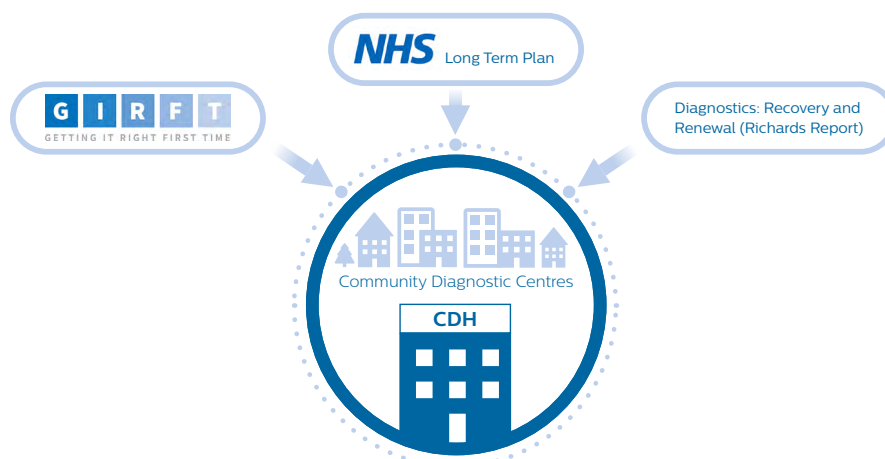 NHS Long Term Plan
G I R F T
GETTING IT RIGHT FIRST TIME
Diagnostics: Recovery and
Renewal (Richards Report)
Community Diagnostic Centres
CDH